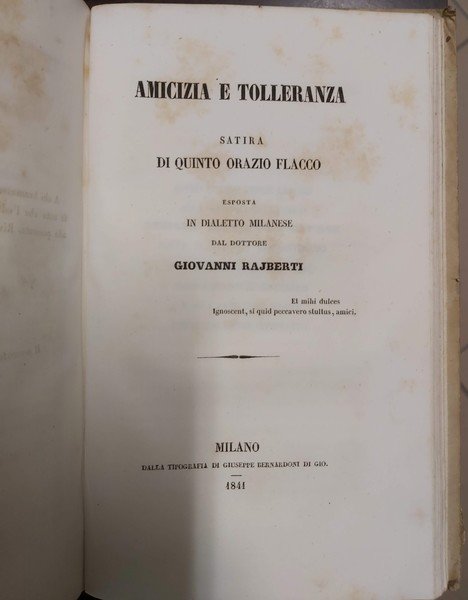 AMICIZIA E TOLLERANZA
SATIRA
DI QUINTO ORAZIO FLACCO
ESPOSTA
IN DIALETTO MILANESE
DAL DOTTORE
GIOVANNI RAJBERTI
Et mihi dulces
Ignoscent, si quid peccavero stultus, amici.
MILANO
DALLA TIPOGRAFIA DI GIUSEPPE BERNARDONI DI GIO.
1841